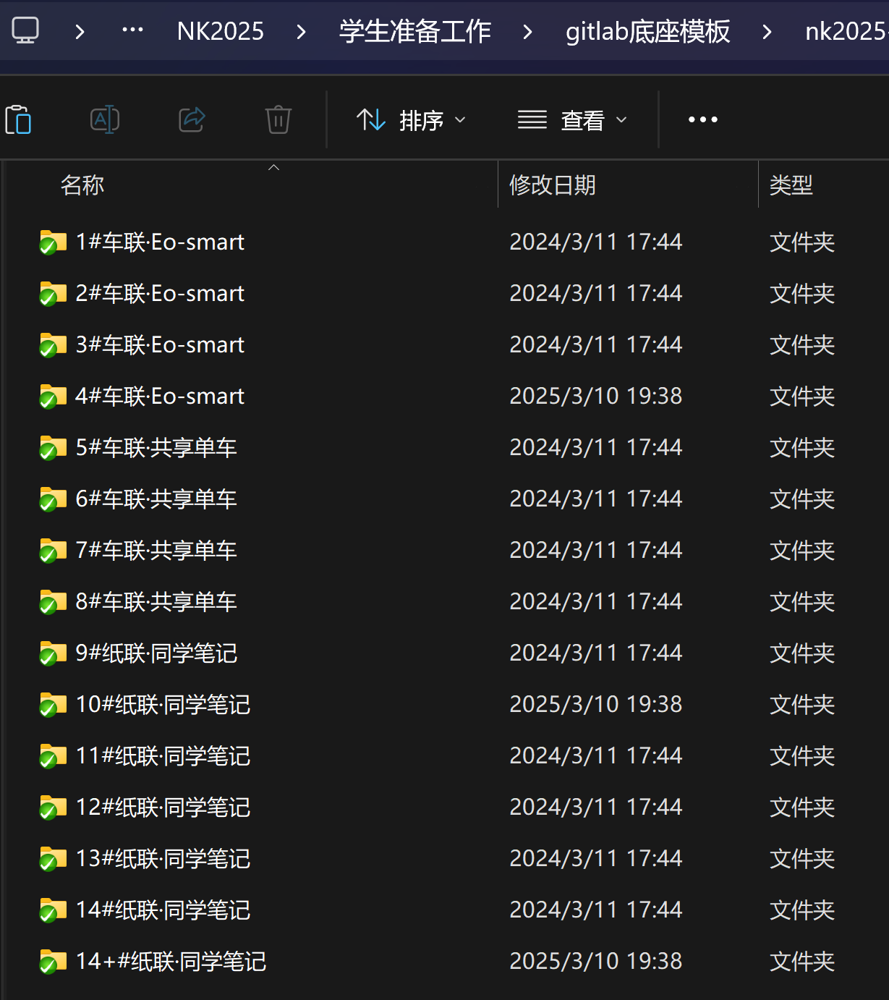 NK2025 学生准备工作 gitlab底座模板 nk2025
排序 查看
名称 修改日期 类型
1#车联·Eo-smart 2024/3/11 17:44 文件夹
2#车联·Eo-smart 2024/3/11 17:44 文件夹
3#车联·Eo-smart 2024/3/11 17:44 文件夹
4#车联·Eo-smart 2025/3/10 19:38 文件夹
5#车联·共享单车 2024/3/11 17:44 文件夹
6#车联·共享单车 2024/3/11 17:44 文件夹
7#车联·共享单车 2024/3/11 17:44 文件夹
8#车联·共享单车 2024/3/11 17:44 文件夹
9#纸联·同学笔记 2024/3/11 17:44 文件夹
10#纸联·同学笔记 2025/3/10 19:38 文件夹
11#纸联·同学笔记 2024/3/11 17:44 文件夹
12#纸联·同学笔记 2024/3/11 17:44 文件夹
13#纸联·同学笔记 2024/3/11 17:44 文件夹
14#纸联·同学笔记 2024/3/11 17:44 文件夹
14+#纸联·同学笔记 2025/3/10 19:38 文件夹